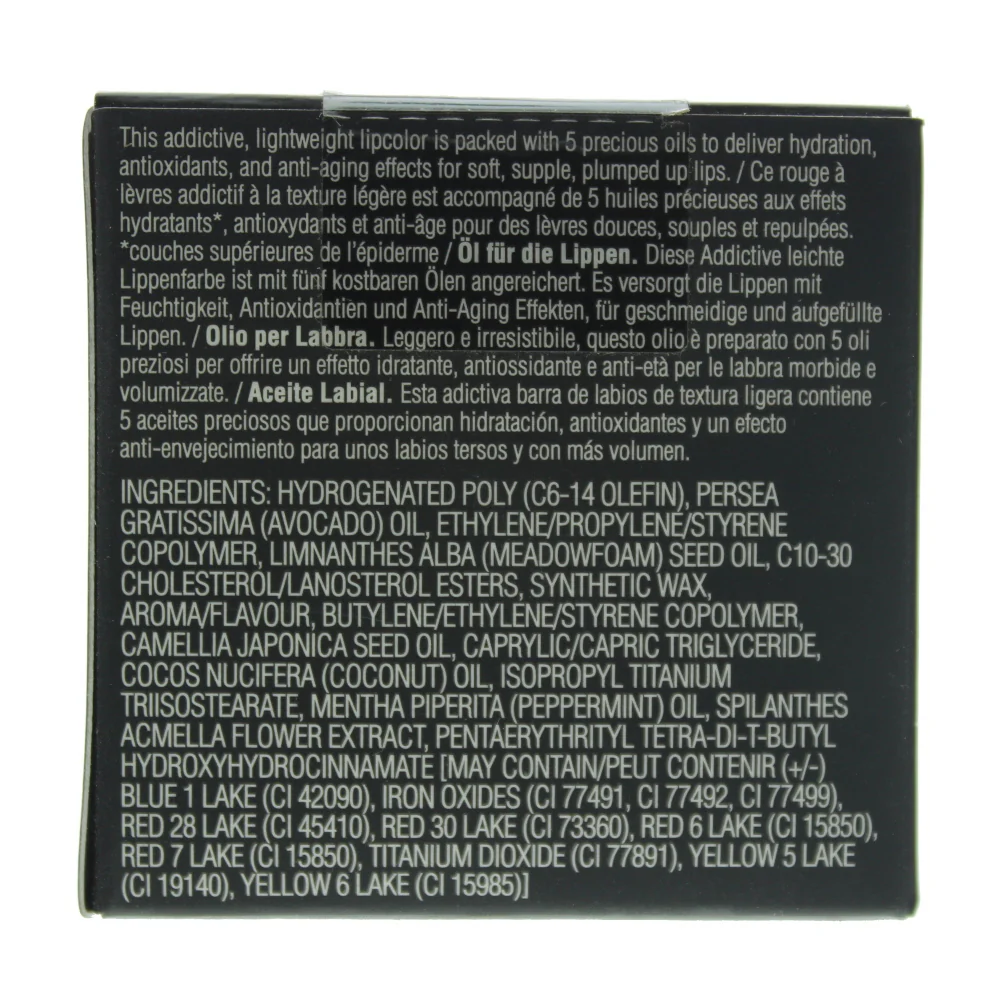 This addictive, lightweight lipcolor is packed with 5 precious oils to deliver hydration,
antioxidants, and anti-aging effects for soft, supple, plumped up lips. / Ce rouge à
lèvres addictif à la texture légère est accompagné de 5 huiles précieuses aux effets
hydratants*, antioxydants et anti-âge pour des lèvres douces, souples et repulpées.
*couches supérieures de l'épiderme / Öl für die Lippen. Diese Addictive leichte
Lippenfarbe ist mit fünf kostbaren Ölen angereichert. Es versorgt die Lippen mit
Feuchtigkeit, Antioxidantien und Anti-Aging Effekten, für geschmeidige und aufgefüllte
Lippen. / Olio per Labbra. Leggero e irresistibile, questo olio è preparato con 5 oli
preziosi per offrire un effetto idratante, antiossidante e anti-età per le labbra morbide e
volumizzate. / Aceite Labial. Esta adictiva barra de labios de textura ligera contiene
5 aceites preciosos que proporcionan hidratación, antioxidantes y un efecto
anti-envejecimiento para unos labios tersos y con más volumen.
INGREDIENTS: HYDROGENATED POLY (C6-14 OLEFIN), PERSEA
GRATISSIMA (AVOCADO) OIL, ETHYLENE/PROPYLENE/STYRENE
COPOLYMER, LIMNANTHES ALBA (MEADOWFOAM) SEED OIL, C10-30
CHOLESTEROL/LANOSTEROL ESTERS, SYNTHETIC WAX,
AROMA/FLAVOUR, BUTYLENE/ETHYLENE/STYRENE COPOLYMER,
CAMELLIA JAPONICA SEED OIL, CAPRYLIC/CAPRIC TRIGLYCERIDE,
COCOS NUCIFERA (COCONUT) OIL, ISOPROPYL TITANIUM
TRIISOSTEARATE, MENTHA PIPERITA (PEPPERMINT) OIL, SPILANTHES
ACMELLA FLOWER EXTRACT, PENTAERYTHRITYL TETRA-DI-T-BUTYL
HYDROXYHYDROCINNAMATE [MAY CONTAIN/PEUT CONTENIR (+/-)
BLUE 1 LAKE (CI 42090), IRON OXIDES (CI 77491, CI 77492, CI 77499),
RED 28 LAKE (CI 45410), RED 30 LAKE (CI 73360), RED 6 LAKE (CI 15850),
RED 7 LAKE (CI 15850), TITANIUM DIOXIDE (CI 77891), YELLOW 5 LAKE
(CI 19140), YELLOW 6 LAKE (CI 15985)]